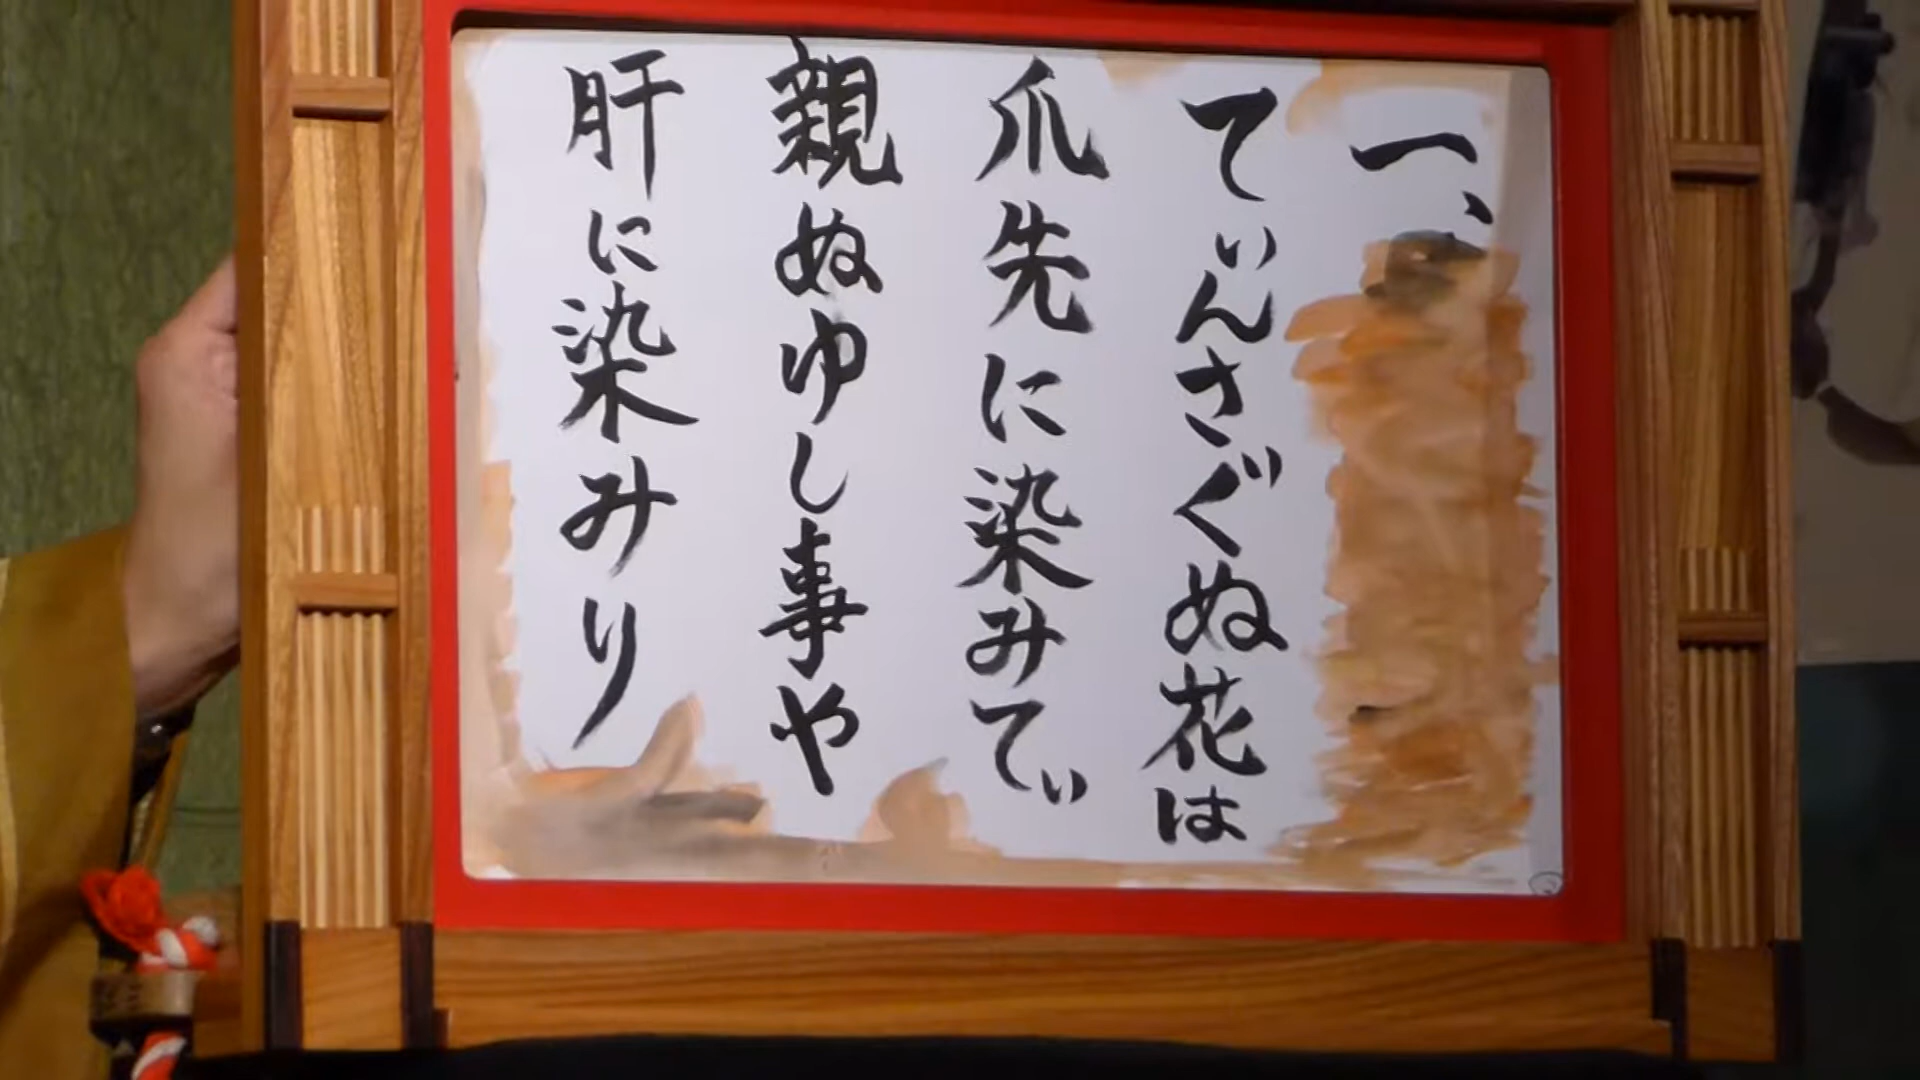 一、
てぃんさぐぬ花は
爪先に染みてぃ
親ぬゆし事や
肝に染みり